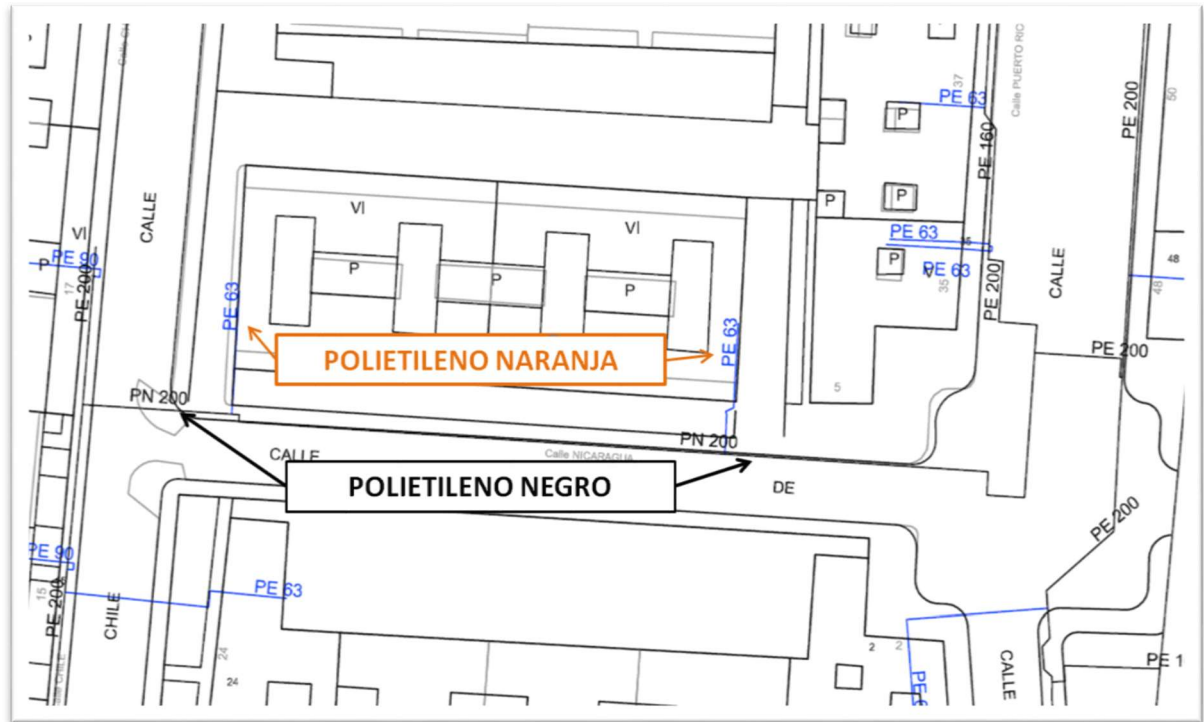 Calle PUERTO RIC
37
PE 63
P
PE 200
50
PE 160
P
P
VI
VI
CALLE
VI
PE 63
PE 90
P
P
P
P
P
PE 63
35
PE 200
CALLE
48
48
17
PE 200
PE 63
PE 63
POLIETILENO NARANJA
PE 200
5
PN 200
PN 200
CALLE
Calle NICARAGUA
POLIETILENO NEGRO
DE
PE 200
PE 90
PE 63
15
PE 200
CHILE
24
24
2
2
CALLE
PE 1
Calle CHILE